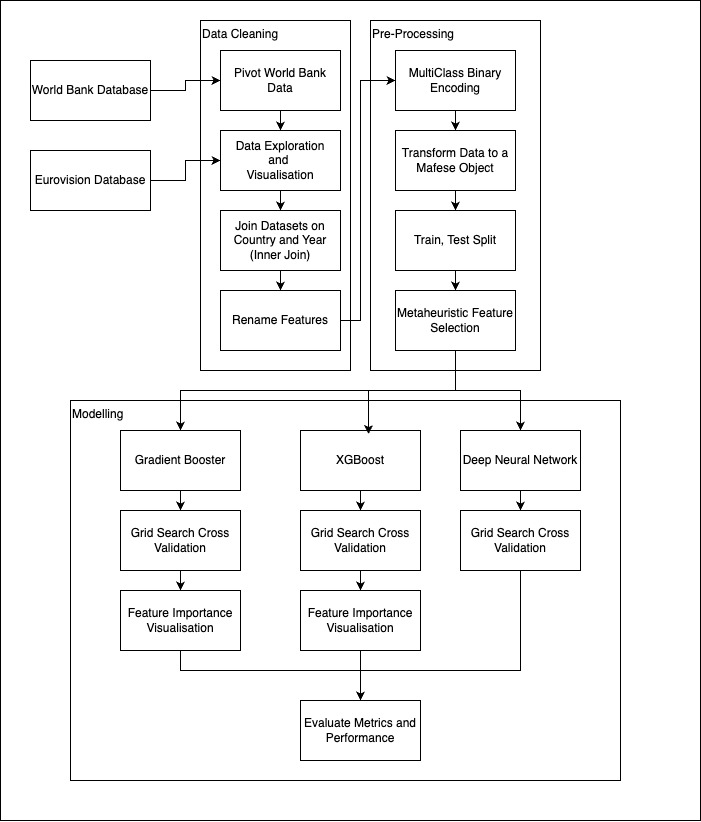 Data Cleaning
Pre-Processing
World Bank Database
Pivot World Bank
Data
MultiClass Binary
Encoding
Eurovision Database
Data Exploration
and
Visualisation
Transform Data to a
Mafese Object
Join Datasets on
Country and Year
(Inner Join)
Train, Test Split
Rename Features
Metaheuristic Feature
Selection
Modelling
Gradient Booster
XGBoost
Deep Neural Network
Grid Search Cross
Validation
Grid Search Cross
Validation
Grid Search Cross
Validation
Feature Importance
Visualisation
Feature Importance
Visualisation
Evaluate Metrics and
Performance